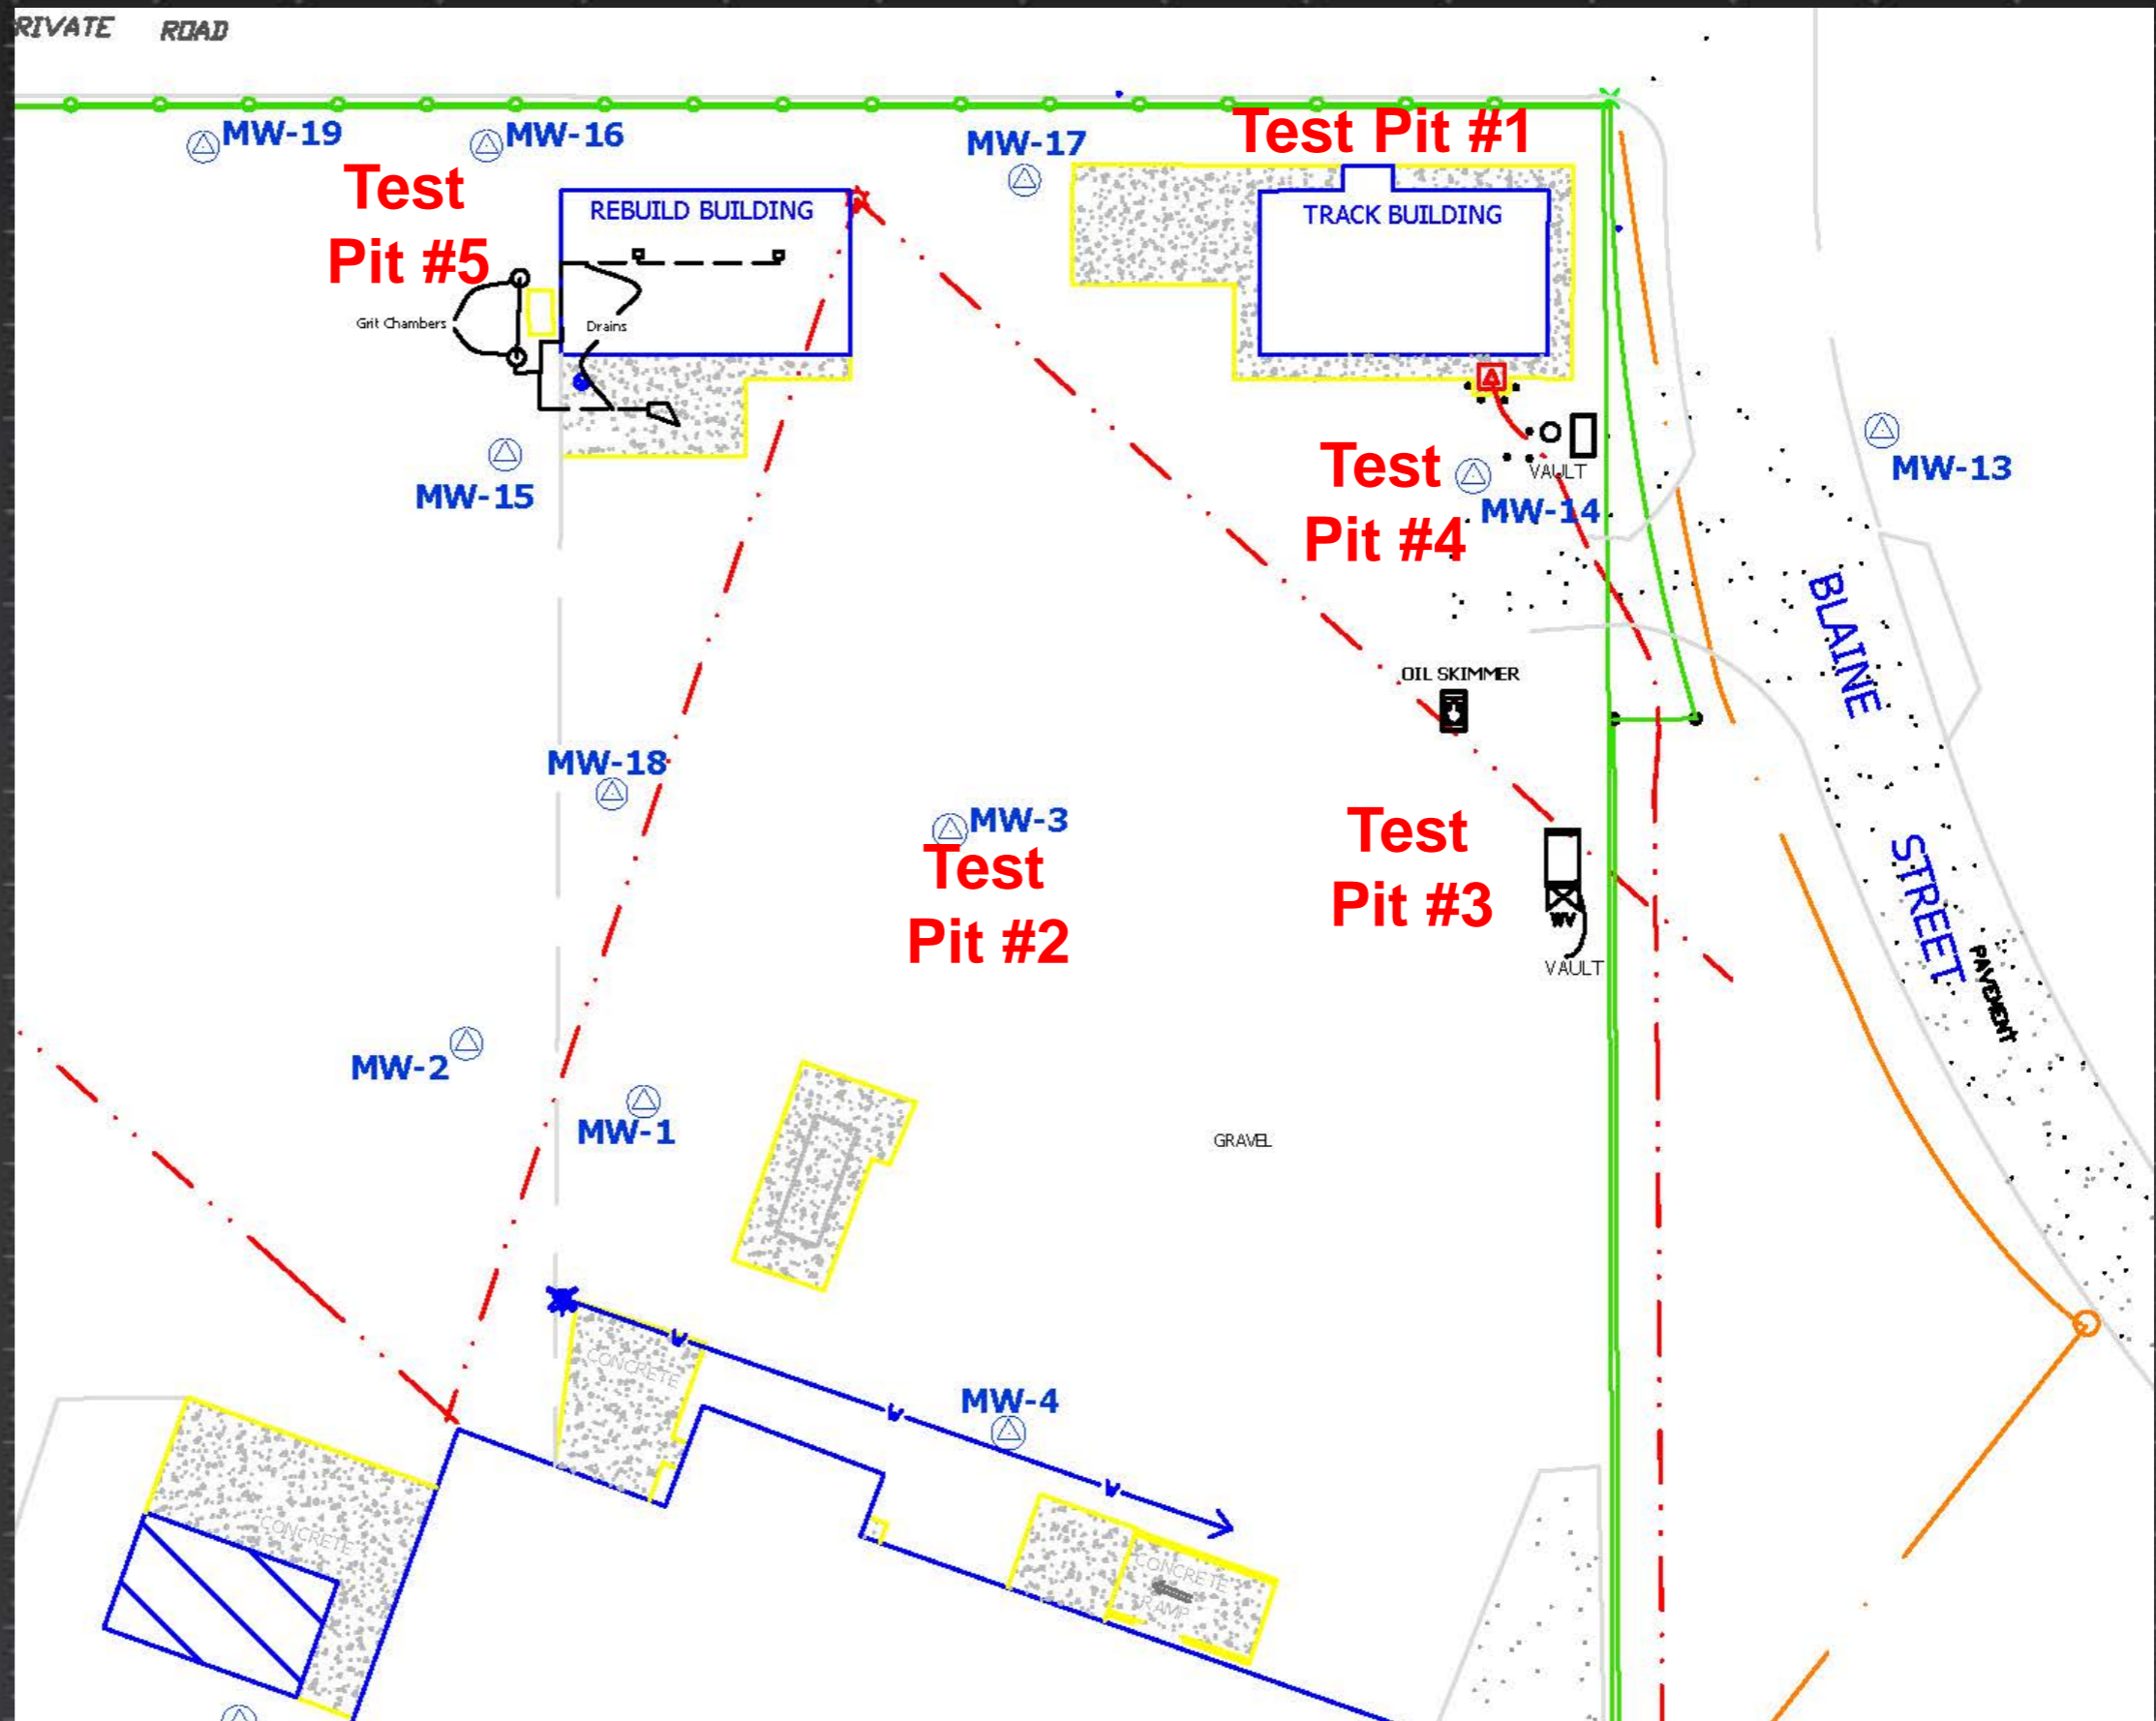 RIVATE ROAD
MW-19
MW-16
MW-17
Test Pit #1
Test
Pit #5
REBUILD BUILDING
TRACK BUILDING
Grit Chambers
Drains
MW-15
Test
Pit #4
VAULT
MW-14
MW-13
BLAINE
STREET
PAVEMENT
OIL SKIMMER
MW-18
MW-3
Test
Pit #2
Test
Pit #3
WV
VAULT
MW-2
MW-1
GRAVEL
CONCRETE
W
W
W
MW-4
CONCRETE
CONCRETE
RAMP